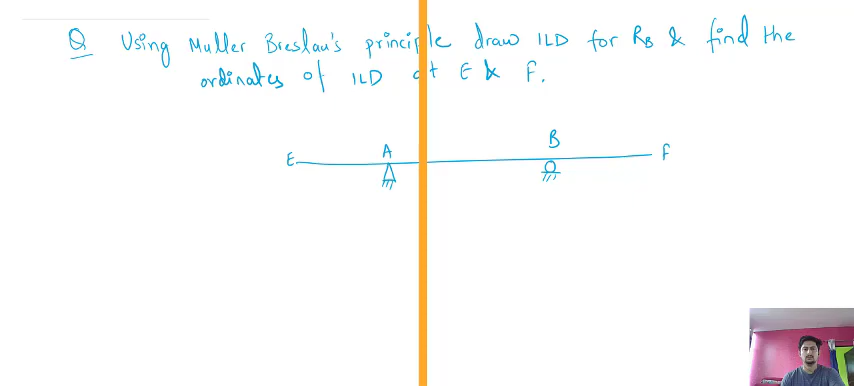 Q Using Muller Breslau's principle draw ILD for RB & find the
ordinates of ILD at E & F.
A
B
E
F